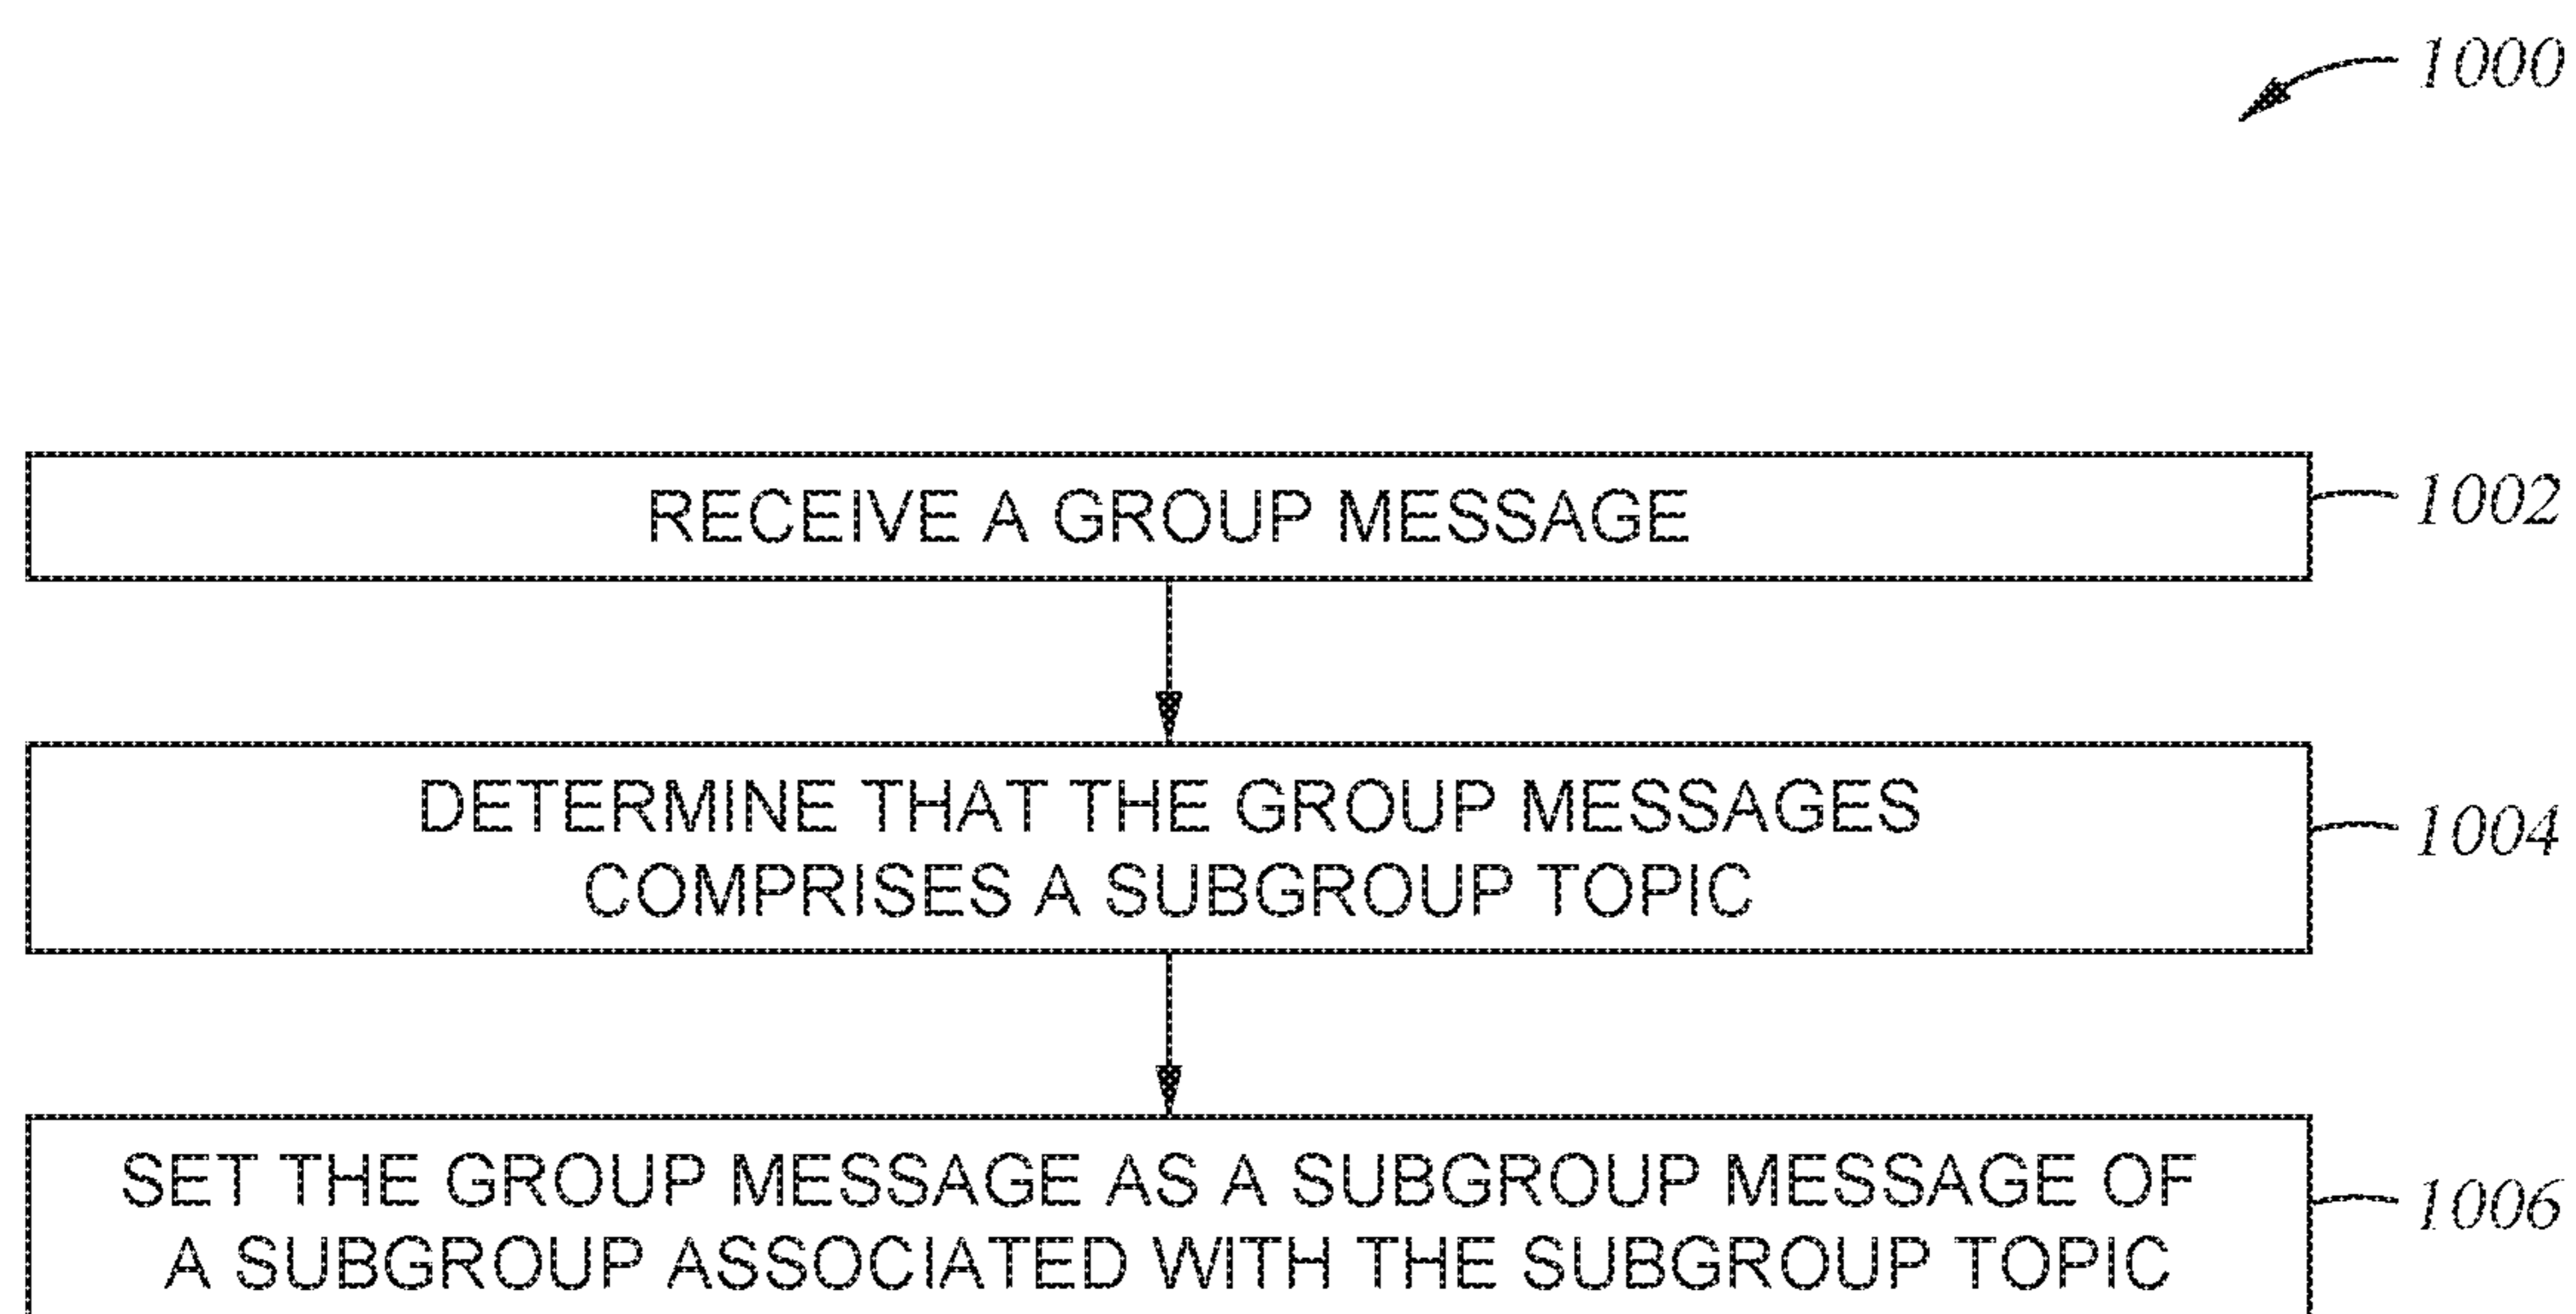 1000
RECEIVE A GROUP MESSAGE
1002
DETERMINE THAT THE GROUP MESSAGES
COMPRISES A SUBGROUP TOPIC
1004
SET THE GROUP MESSAGE AS A SUBGROUP MESSAGE OF
A SUBGROUP ASSOCIATED WITH THE SUBGROUP TOPIC
1006